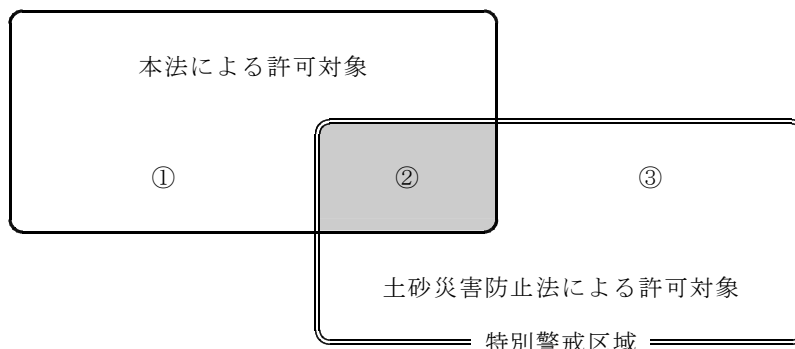 本法による許可対象
① ② ③
土砂災害防止法による許可対象
特別警戒区域